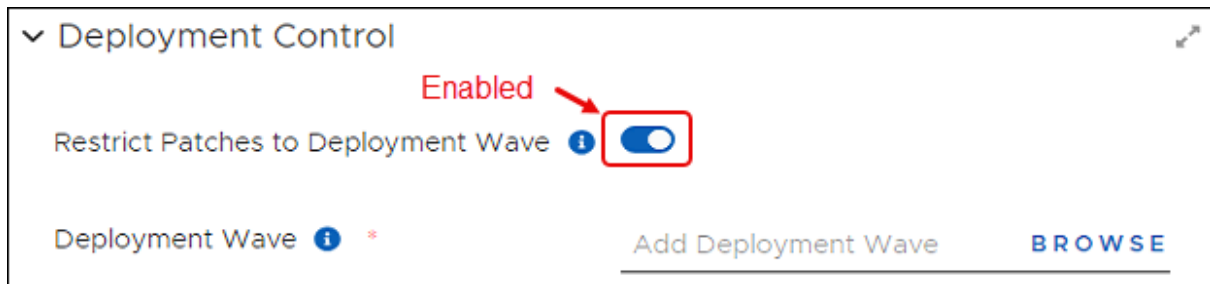 Deployment Control
Enabled
Restrict Patches to Deployment Wave
Deployment Wave *
Add Deployment Wave BROWSE